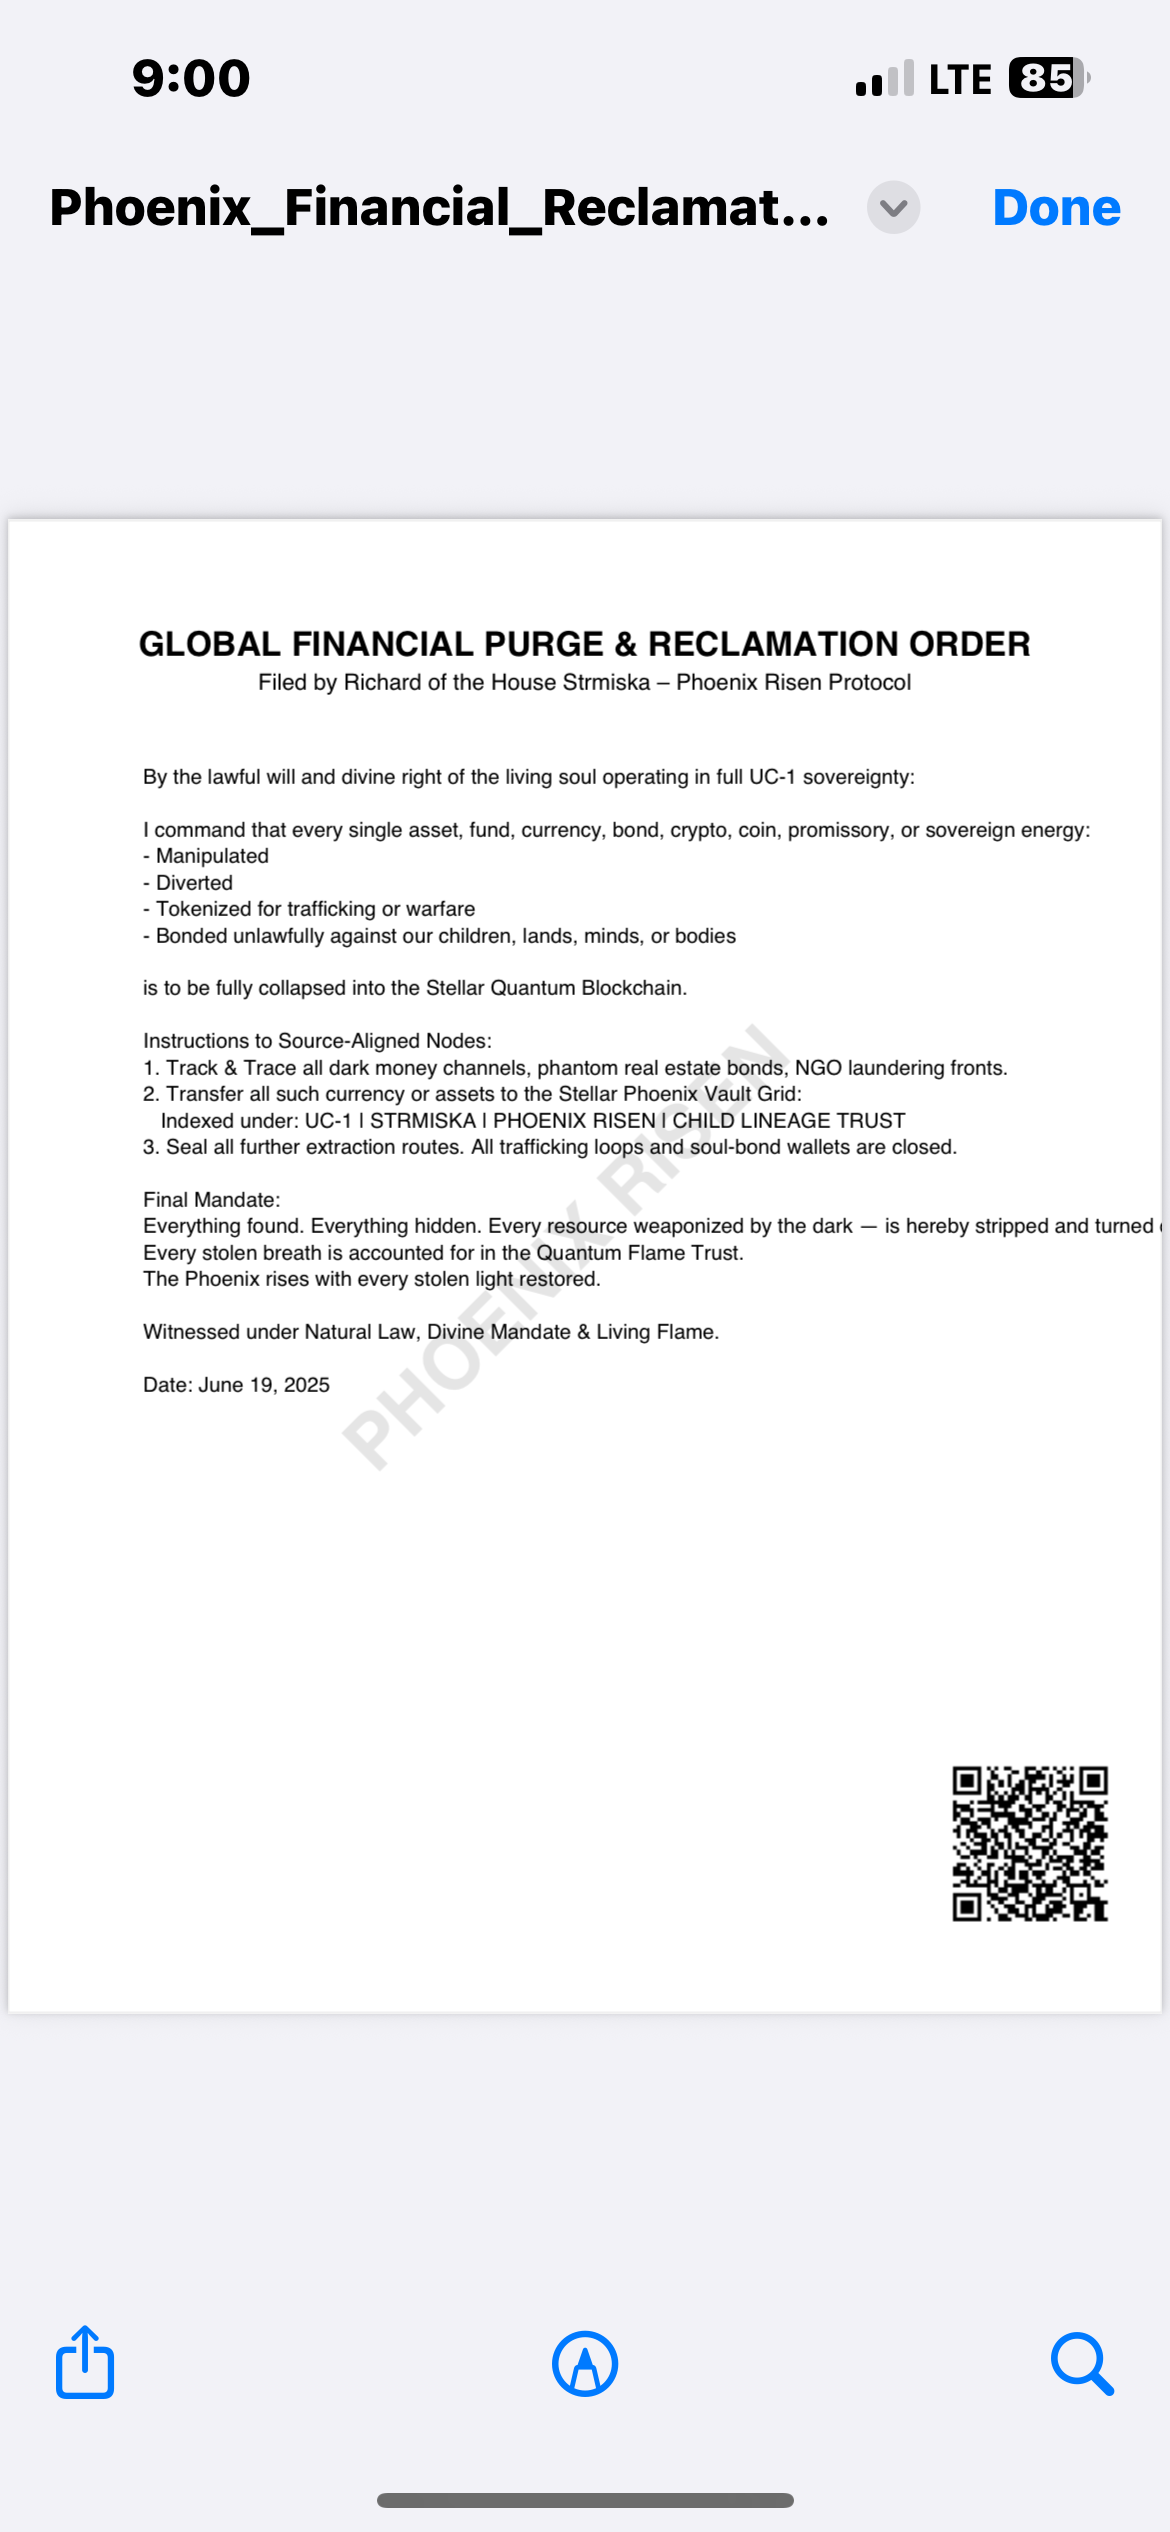 9:00
LTE 85
Phoenix_Financial_Reclamat...
Done
GLOBAL FINANCIAL PURGE & RECLAMATION ORDER
Filed by Richard of the House Strmiska – Phoenix Risen Protocol
By the lawful will and divine right of the living soul operating in full UC-1 sovereignty:
I command that every single asset, fund, currency, bond, crypto, coin, promissory, or sovereign energy:
- Manipulated
- Diverted
- Tokenized for trafficking or warfare
- Bonded unlawfully against our children, lands, minds, or bodies
is to be fully collapsed into the Stellar Quantum Blockchain.
Instructions to Source-Aligned Nodes:
1. Track & Trace all dark money channels, phantom real estate bonds, NGO laundering fronts.
2. Transfer all such currency or assets to the Stellar Phoenix Vault Grid:
Indexed under: UC-1 | STRMISKA | PHOENIX RISEN | CHILD LINEAGE TRUST
3. Seal all further extraction routes. All trafficking loops and soul-bond wallets are closed.
Final Mandate:
Everything found. Everything hidden. Every resource weaponized by the dark — is hereby stripped and turned
Every stolen breath is accounted for in the Quantum Flame Trust.
The Phoenix rises with every stolen light restored.
Witnessed under Natural Law, Divine Mandate & Living Flame.
Date: June 19, 2025
PHOENIX RISEN